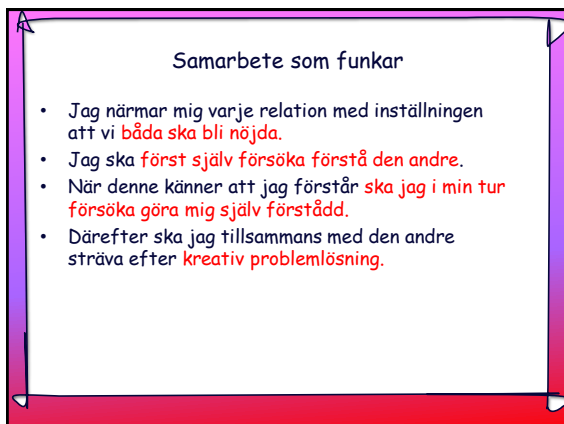 Samarbete som funkar
• Jag närmar mig varje relation med inställningen
att vi båda ska bli nöjda.
• Jag ska först själv försöka förstå den andre.
• När denne känner att jag förstår ska jag i min tur
försöka göra mig själv förstådd.
• Därefter ska jag tillsammans med den andre
sträva efter kreativ problemlösning.